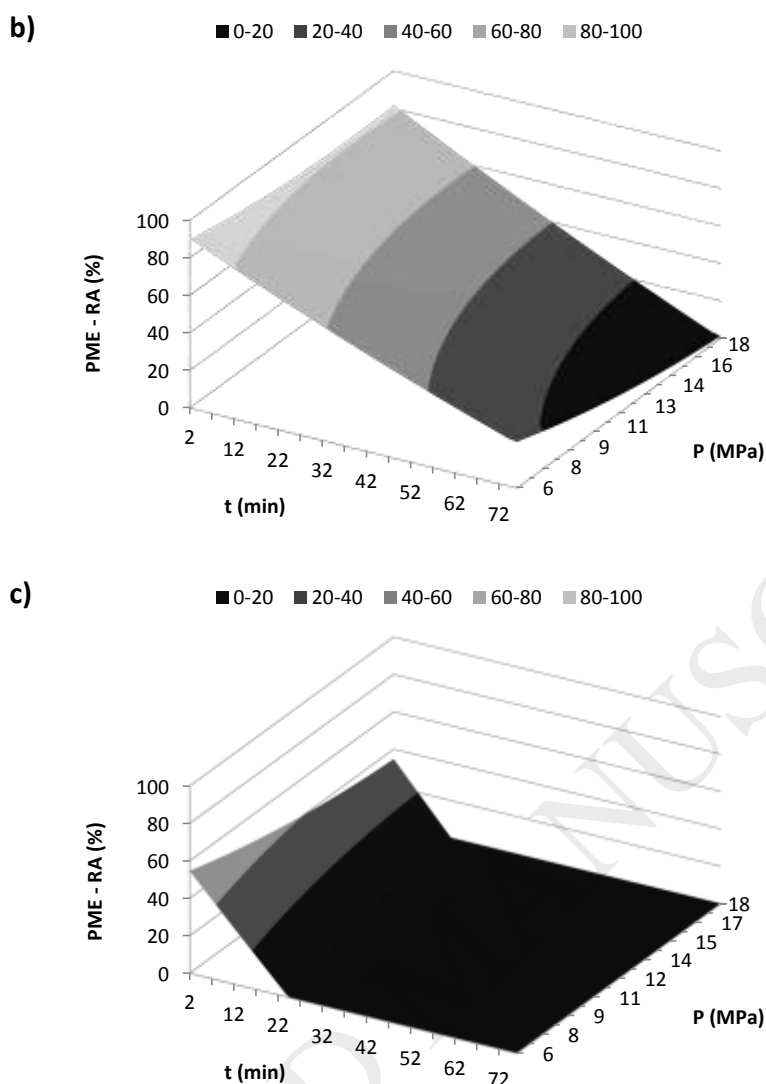 b)
0-20 20-40 40-60 60-80 80-100
100
80
60
40
20
0
PME - RA (%)
2 12 22 32 42 52 62 72
t (min)
6 8 9 11 13 14 16 18
P (MPa)
c)
0-20 20-40 40-60 60-80 80-100
100
80
60
40
20
0
PME - RA (%)
2 12 22 32 42 52 62 72
t (min)
6 8 9 11 12 14 15 17 18
P (MPa)